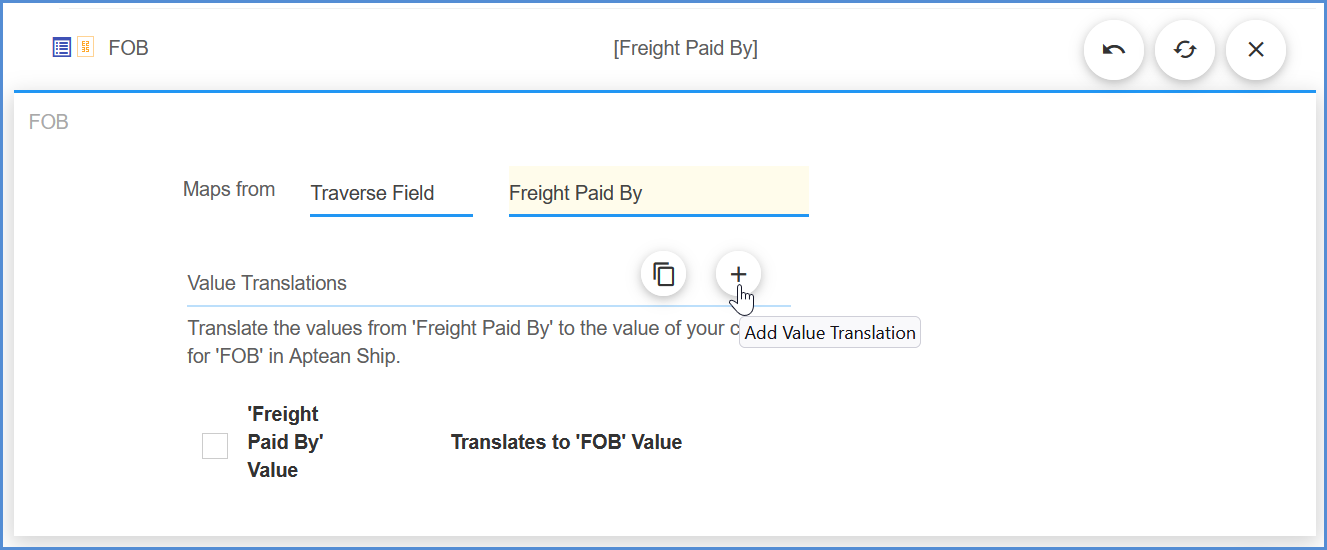 FOB
[Freight Paid By]
FOB
Maps from
Traverse Field
Freight Paid By
Value Translations
Translate the values from 'Freight Paid By' to the value of your c
Add Value Translation
for 'FOB' in Aptean Ship.
'Freight
Paid By'
Value
Translates to 'FOB' Value